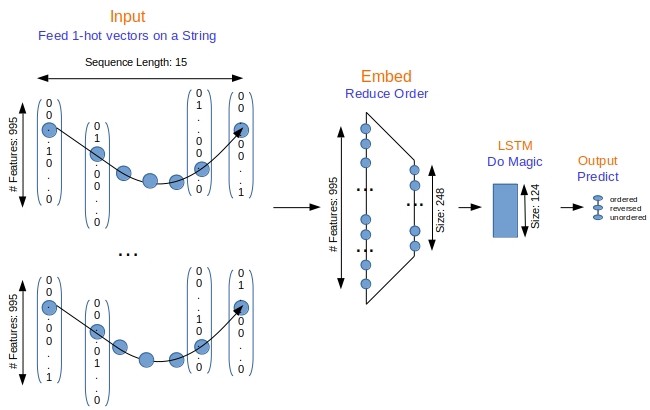 Input
Feed 1-hot vectors on a String
Sequence Length: 15
# Features: 995
0 0 . . 1 0 . . 0
0 1 . . 0 0 . . 0
0 1 . . 0 0 . . 0
0 0 . . 0 0 . . 1
...
# Features: 995
0 0 . . 0 0 . . 1
0 0 . . 0 1 . . 0
0 0 . . 1 0 . . 0
0 1 . . 0 0 . . 0
Embed
Reduce Order
# Features: 995
...
...
...
Size: 248
LSTM
Do Magic
Size: 124
Output
Predict
ordered
reversed
unordered